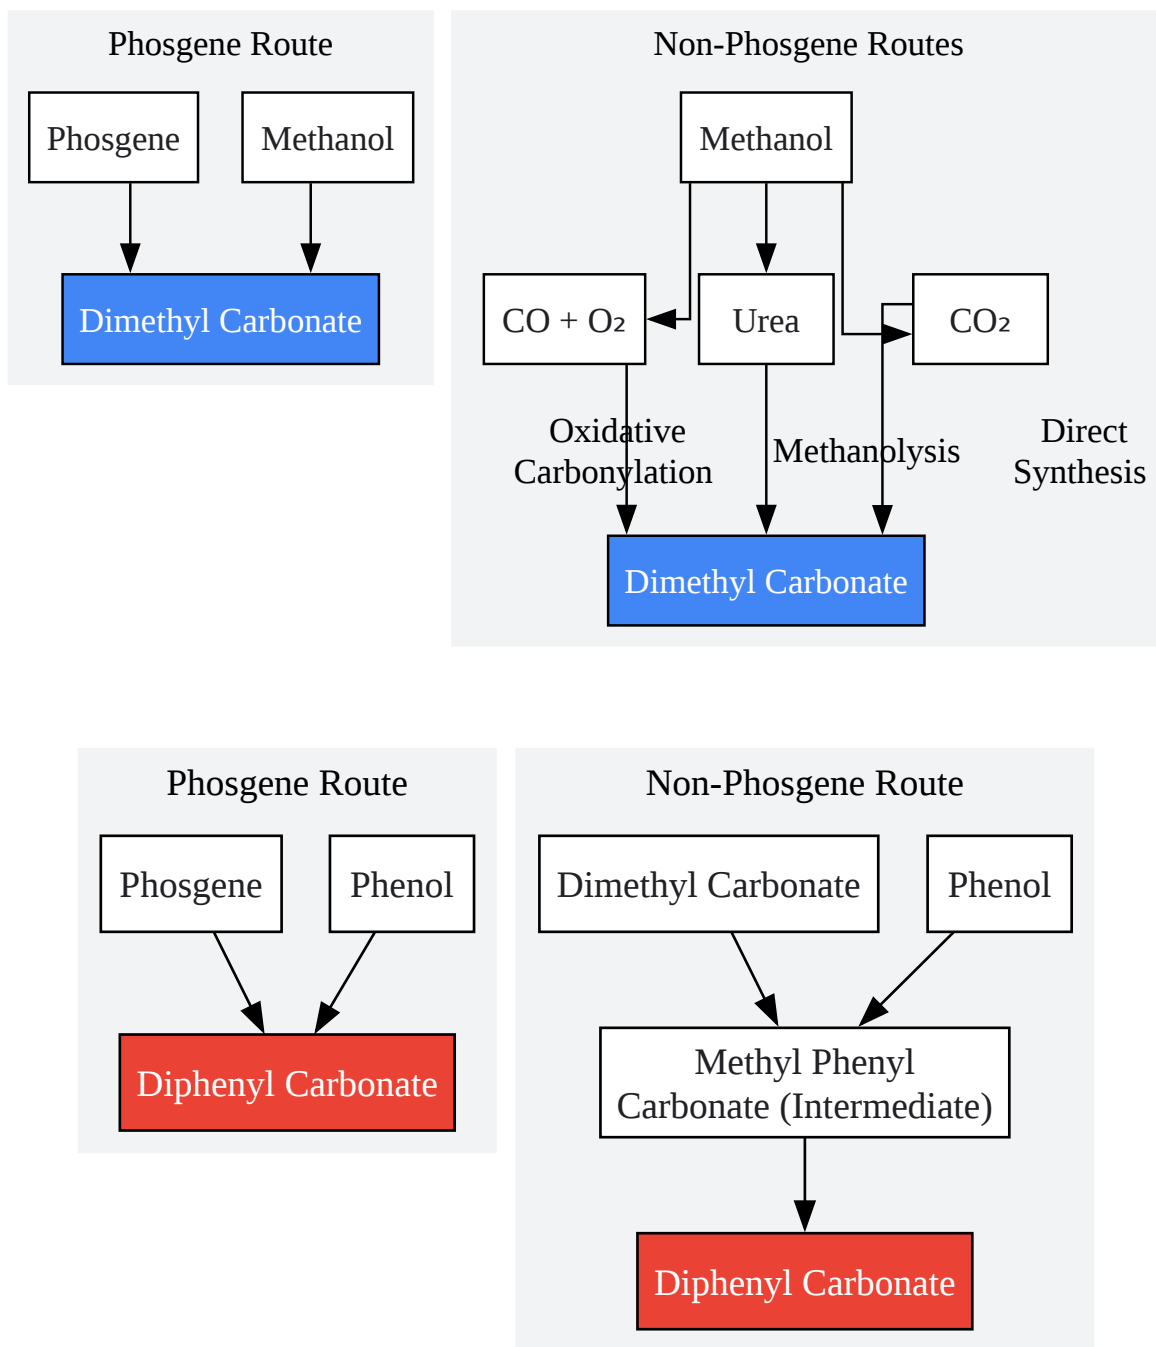 Phosgene Route
Phosgene
Methanol
Dimethyl Carbonate
Non-Phosgene Routes
Methanol
CO + O₂
Urea
CO₂
Oxidative
Carbonylation
Methanolysis
Direct
Synthesis
Dimethyl Carbonate
Phosgene Route
Phosgene
Phenol
Diphenyl Carbonate
Non-Phosgene Route
Dimethyl Carbonate
Phenol
Methyl Phenyl
Carbonate (Intermediate)
Diphenyl Carbonate